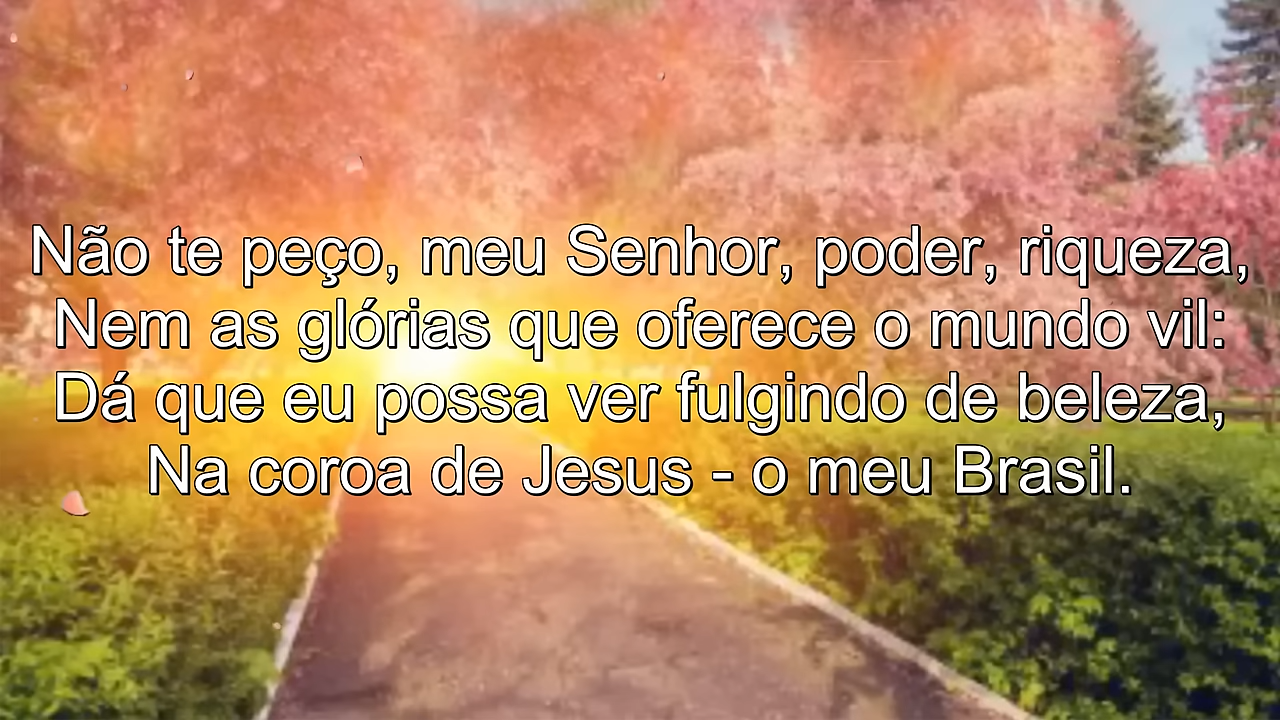 Não te peço, meu Senhor, poder, riqueza,
Nem as glórias que oferece o mundo vil:
Dá que eu possa ver fulgindo de beleza,
Na coroa de Jesus - o meu Brasil.